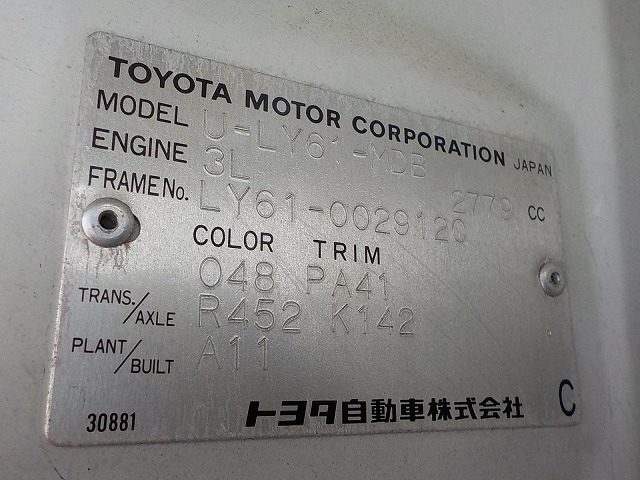 TOYOTA MOTOR CORPORATION JAPAN
MODEL U-LY61-MDB
ENGINE 3L 2779 CC
FRAME No. LY61-0029120
COLOR TRIM
048 PA41
TRANS./AXLE R452 K142
PLANT/BUILT A11
30881 トヨタ自動車株式会社 C